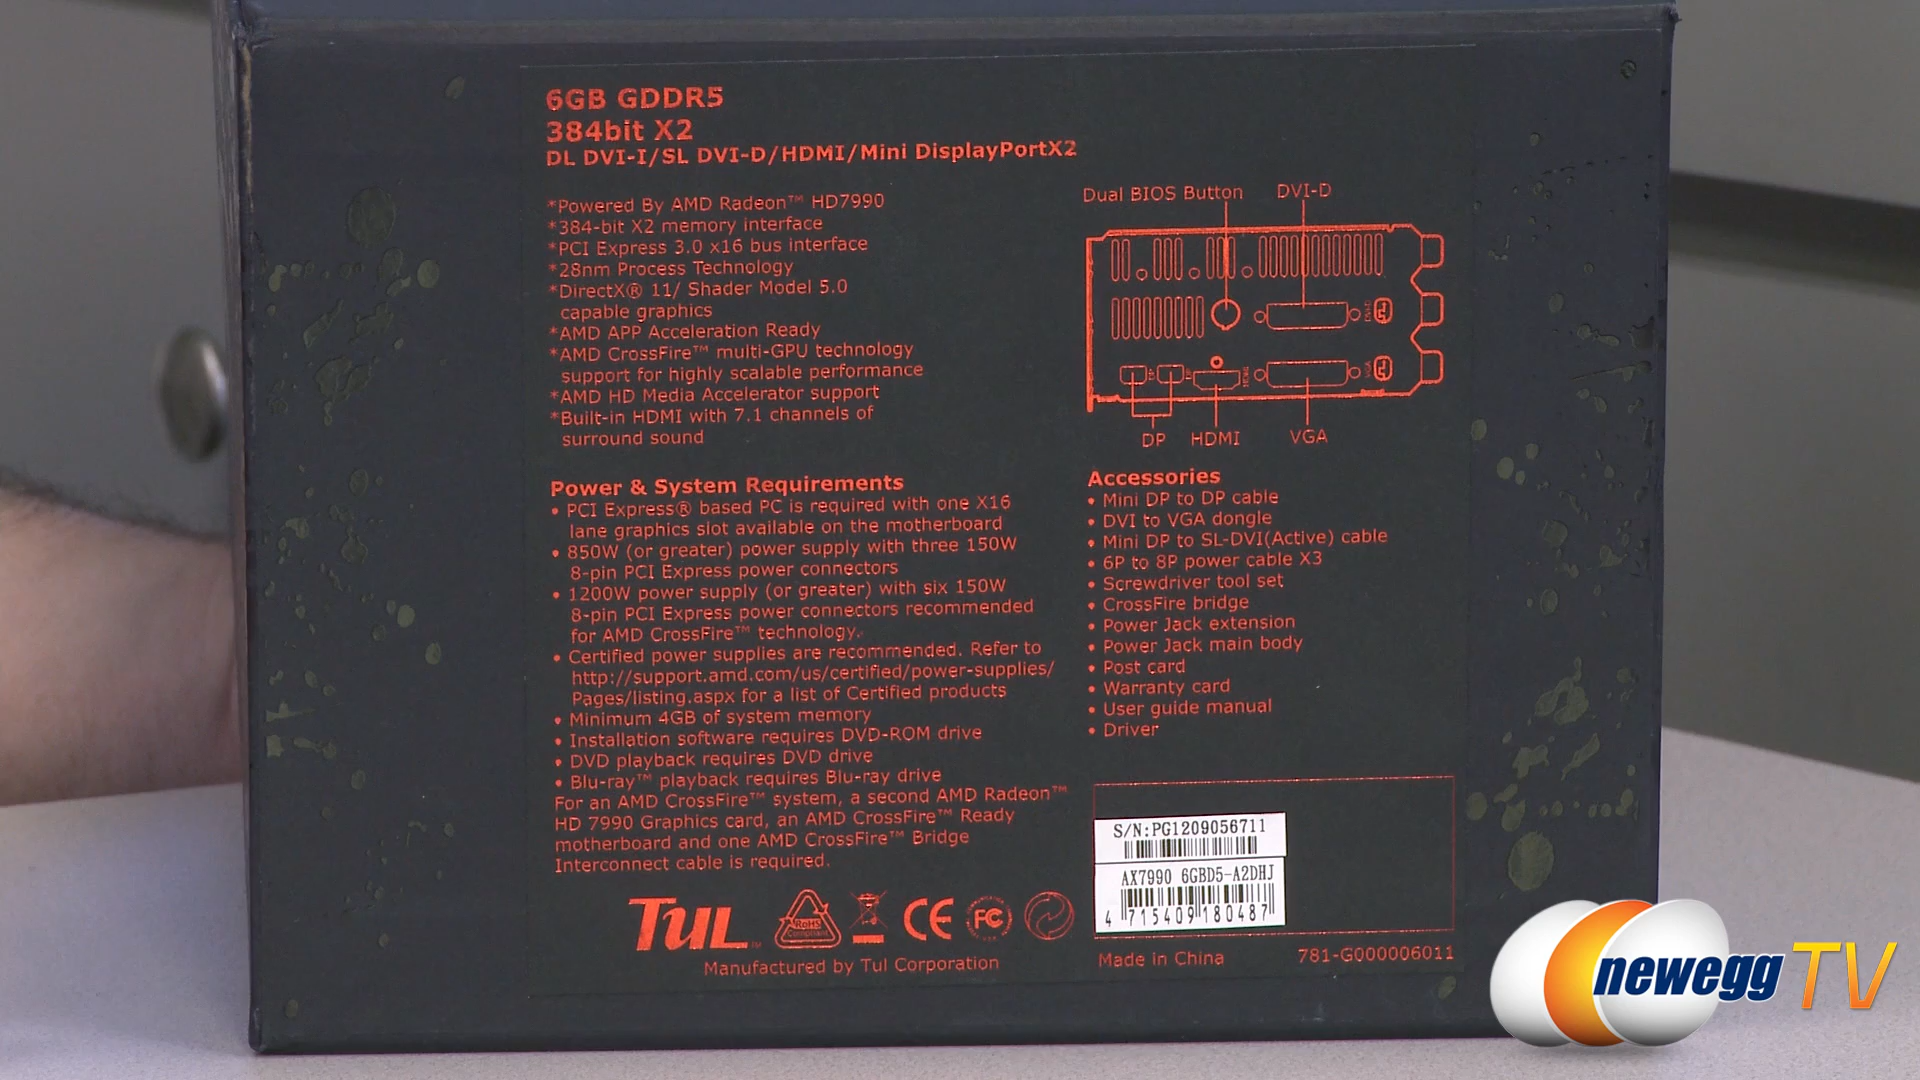 6GB GDDR5
384bit X2
DL DVI-I/SL DVI-D/HDMI/Mini DisplayPortX2
*Powered By AMD Radeon™ HD7990
*384-bit X2 memory interface
*PCI Express 3.0 x16 bus interface
*28nm Process Technology
*DirectX® 11/ Shader Model 5.0
capable graphics
*AMD APP Acceleration Ready
*AMD CrossFire™ multi-GPU technology
support for highly scalable performance
*AMD HD Media Accelerator support
*Built-in HDMI with 7.1 channels of
surround sound
Dual BIOS Button DVI-D
DP HDMI VGA
Power & System Requirements
• PCI Express® based PC is required with one X16
lane graphics slot available on the motherboard
• 850W (or greater) power supply with three 150W
8-pin PCI Express power connectors
• 1200W power supply (or greater) with six 150W
8-pin PCI Express power connectors recommended
for AMD CrossFire™ technology.
• Certified power supplies are recommended. Refer to
http://support.amd.com/us/certified/power-supplies/
Pages/listing.aspx for a list of Certified products
• Minimum 4GB of system memory
• Installation software requires DVD-ROM drive
• DVD playback requires DVD drive
• Blu-ray™ playback requires Blu-ray drive
For an AMD CrossFire™ system, a second AMD Radeon™
HD 7990 Graphics card, an AMD CrossFire™ Ready
motherboard and one AMD CrossFire™ Bridge
Interconnect cable is required.
Accessories
• Mini DP to DP cable
• DVI to VGA dongle
• Mini DP to SL-DVI(Active) cable
• 6P to 8P power cable X3
• Screwdriver tool set
• CrossFire bridge
• Power Jack extension
• Power Jack main body
• Post card
• Warranty card
• User guide manual
• Driver
S/N:PG1209056711
AX7990 6GBD5-A2DHJ
4 715409 180487
TUL RoHS Compliant CE FC
Manufactured by Tul Corporation
Made in China 781-G000006011
newegg TV